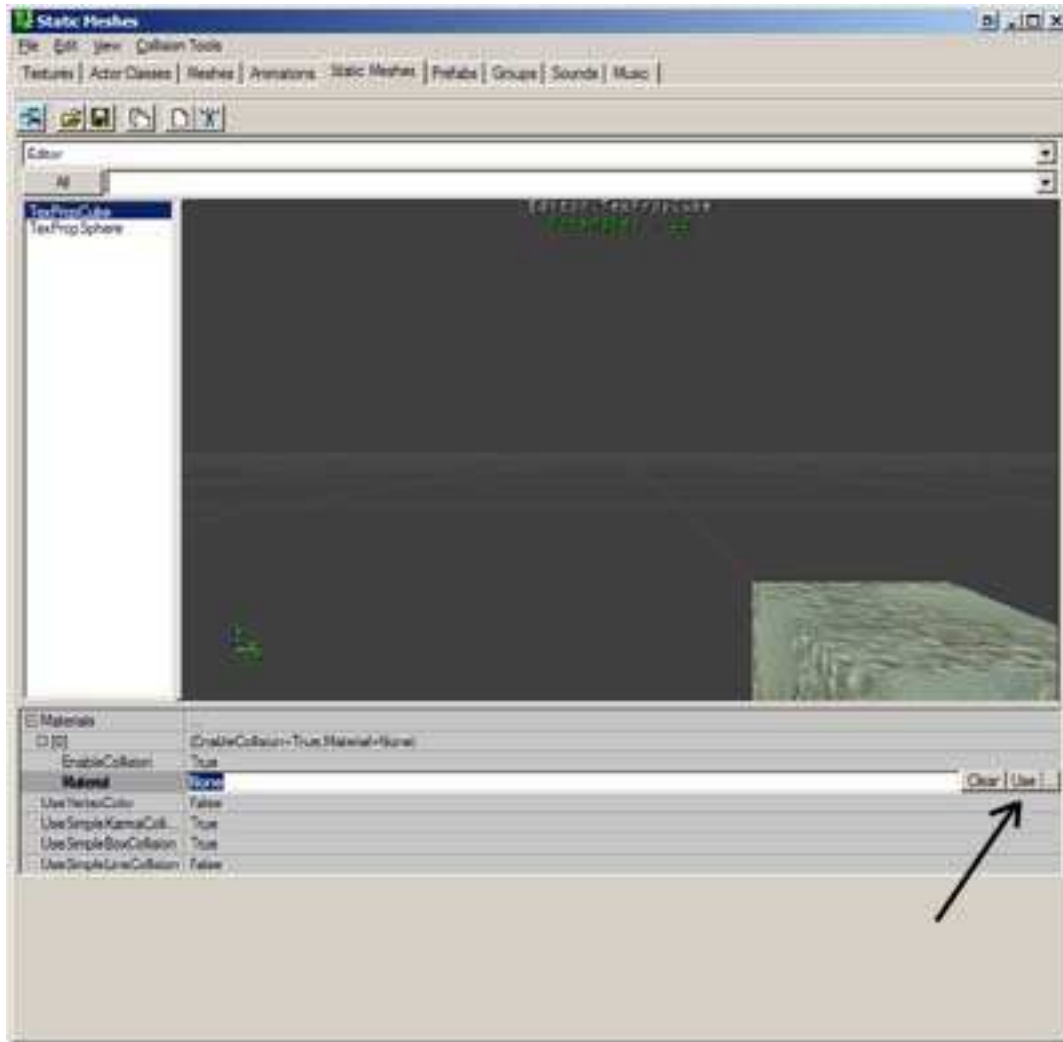 Static Meshes
File Edit View Collision Tools
Textures Actor Classes Meshes Animations Static Meshes Prefabs Groups Sounds Music
Editor
All
TexPropCube
TexPropSphere
Editor.TexPropCube
Materials ...
[0] (EnableCollision=True,Material=None)
EnableCollision True
Material None Clear Use ...
UseVertexColor False
UseSimpleKarmaColl... True
UseSimpleBoxCollision True
UseSimpleLineCollision False